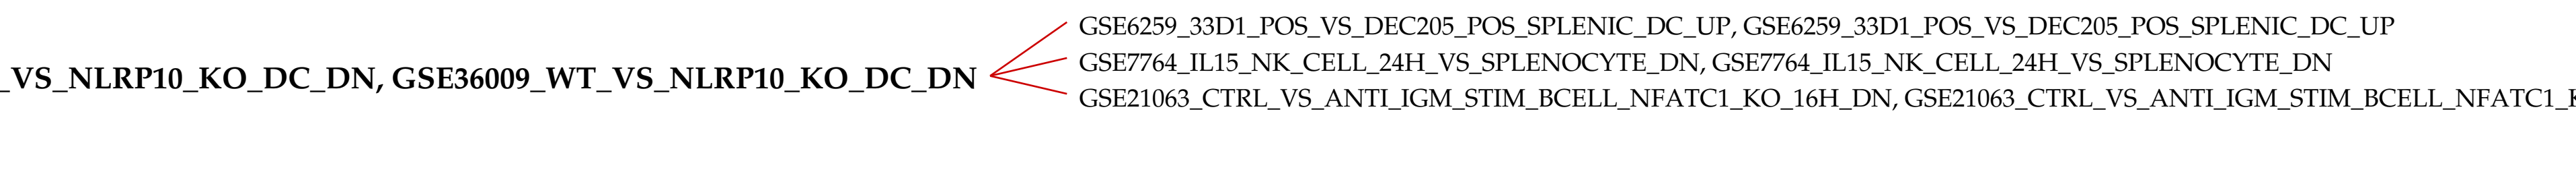 GSE6259_33D1_POS_VS_DEC205_POS_SPLENIC_DC_UP, GSE6259_33D1_POS_VS_DEC205_POS_SPLENIC_DC_UP
GSE7764_IL15_NK_CELL_24H_VS_SPLENOCYTE_DN, GSE7764_IL15_NK_CELL_24H_VS_SPLENOCYTE_DN
_VS_NLRP10_KO_DC_DN, GSE36009_WT_VS_NLRP10_KO_DC_DN
GSE21063_CTRL_VS_ANTI_IGM_STIM_BCELL_NFATC1_KO_16H_DN, GSE21063_CTRL_VS_ANTI_IGM_STIM_BCELL_NFATC1_